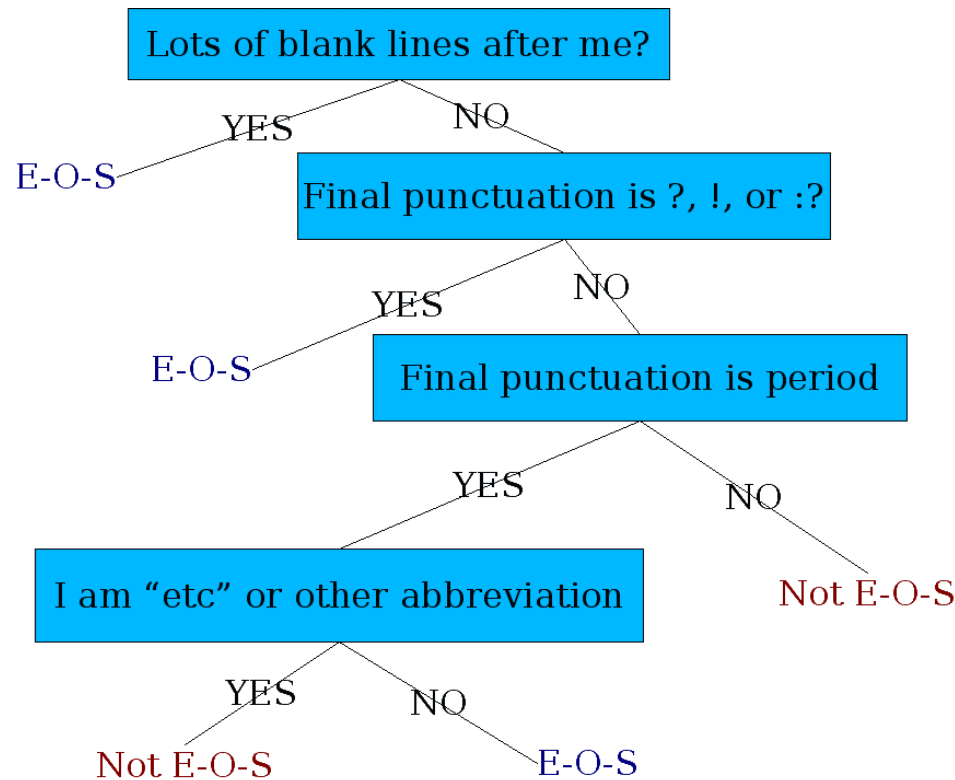 Lots of blank lines after me?
YES
NO
E-O-S
Final punctuation is ?, !, or :?
YES
NO
E-O-S
Final punctuation is period
YES
NO
I am “etc” or other abbreviation
Not E-O-S
YES
NO
Not E-O-S
E-O-S